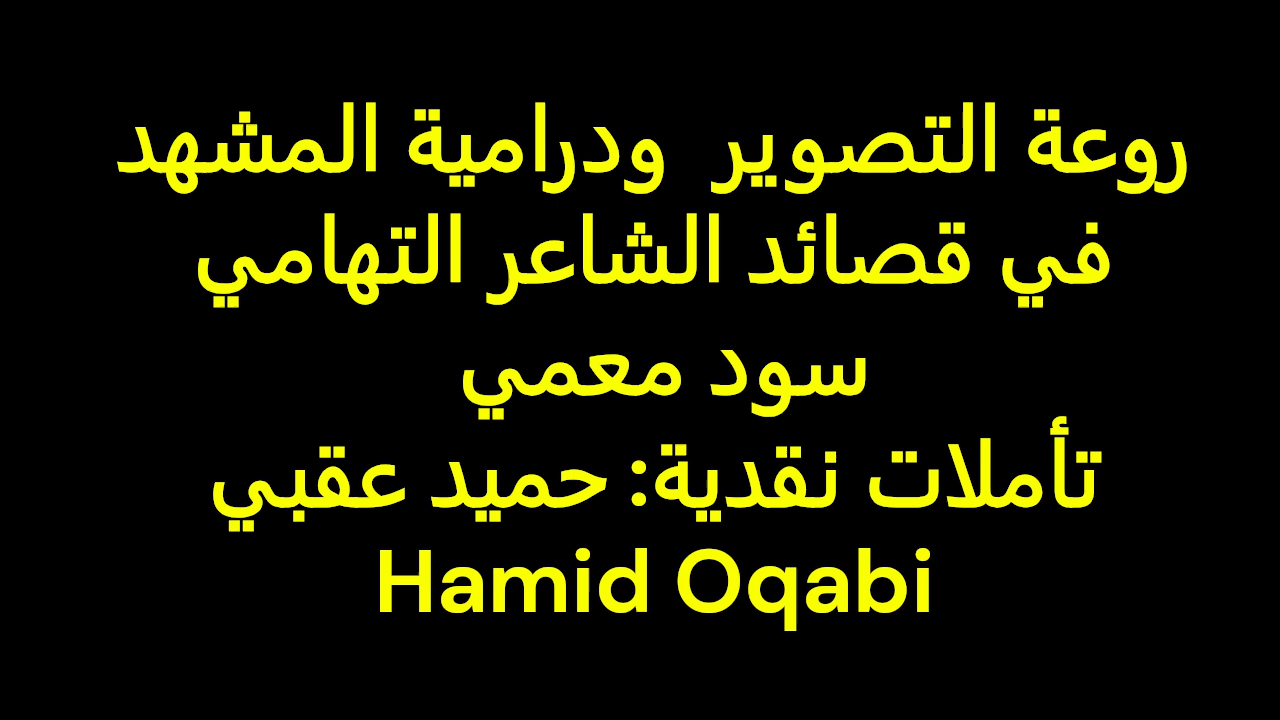 روعة التصوير ودرامية المشهد
في قصائد الشاعر التهامي
سود معمي
تأملات نقدية: حميد عقبي
Hamid Oqabi